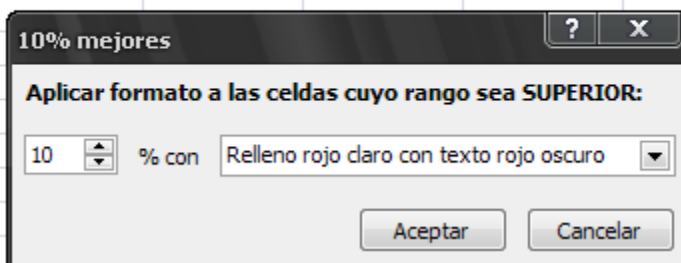 10% mejores ? X
Aplicar formato a las celdas cuyo rango sea SUPERIOR:
10 % con Relleno rojo claro con texto rojo oscuro
Aceptar Cancelar